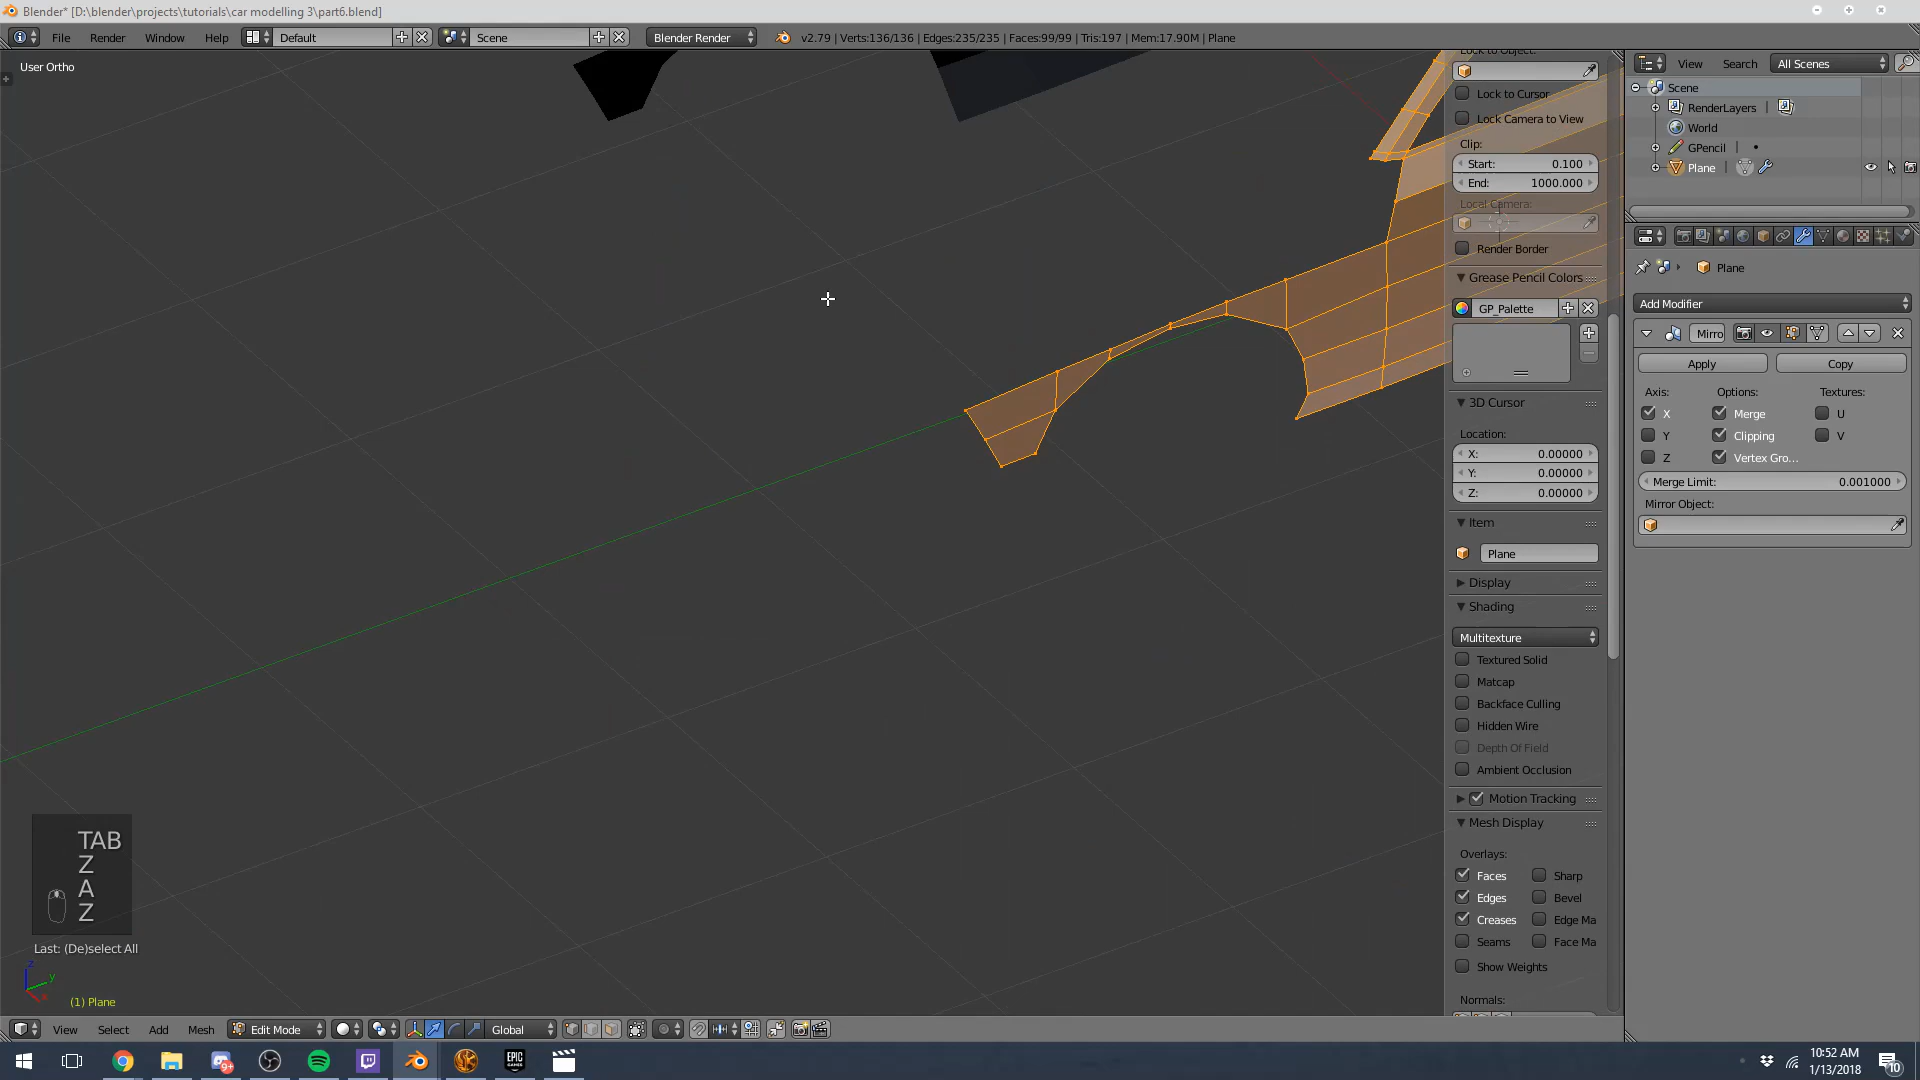 Blender* [D:\blender\projects\tutorials\car modelling 3\part6.blend]
File Render Window Help Default Scene Blender Render v2.79 | Verts:136/136 | Edges:235/235 | Faces:99/99 | Tris:197 | Mem:17.90M | Plane
User Ortho
Lock to Object:
Lock to Cursor
Lock Camera to View
Clip:
Start: 0.100
End: 1000.000
Local Camera:
Render Border
Grease Pencil Colors
GP_Palette
3D Cursor
Location:
X: 0.00000
Y: 0.00000
Z: 0.00000
Item
Plane
Display
Shading
Multitexture
Textured Solid
Matcap
Backface Culling
Hidden Wire
Depth Of Field
Ambient Occlusion
Motion Tracking
Mesh Display
Overlays:
Faces Sharp
Edges Bevel
Creases Edge Ma
Seams Face Ma
Show Weights
Normals:
View Search All Scenes
Scene
RenderLayers |
World
GPencil | •
Plane |
Plane
Add Modifier
Mirro
Apply Copy
Axis: Options: Textures:
X Merge U
Y Clipping V
Z Vertex Gro...
Merge Limit: 0.001000
Mirror Object:
TAB
Z
A
Z
Last: (De)select All
z
y
x
(1) Plane
View Select Add Mesh Edit Mode Global
9+
EPIC
GAMES
10:52 AM
1/13/2018
10